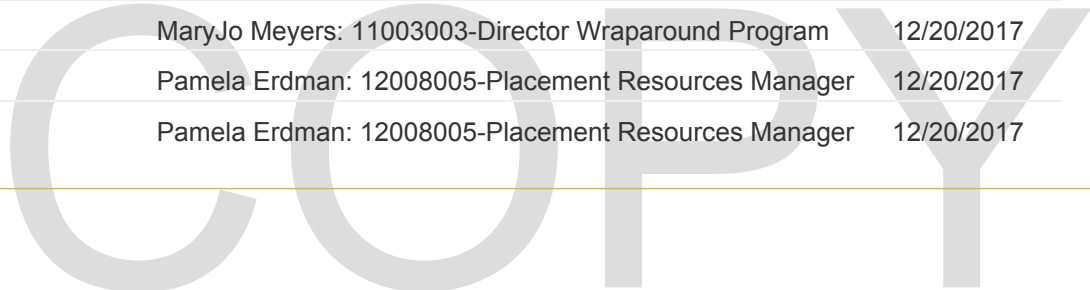 MaryJo Meyers: 11003003-Director Wraparound Program 12/20/2017
Pamela Erdman: 12008005-Placement Resources Manager 12/20/2017
Pamela Erdman: 12008005-Placement Resources Manager 12/20/2017
COPY